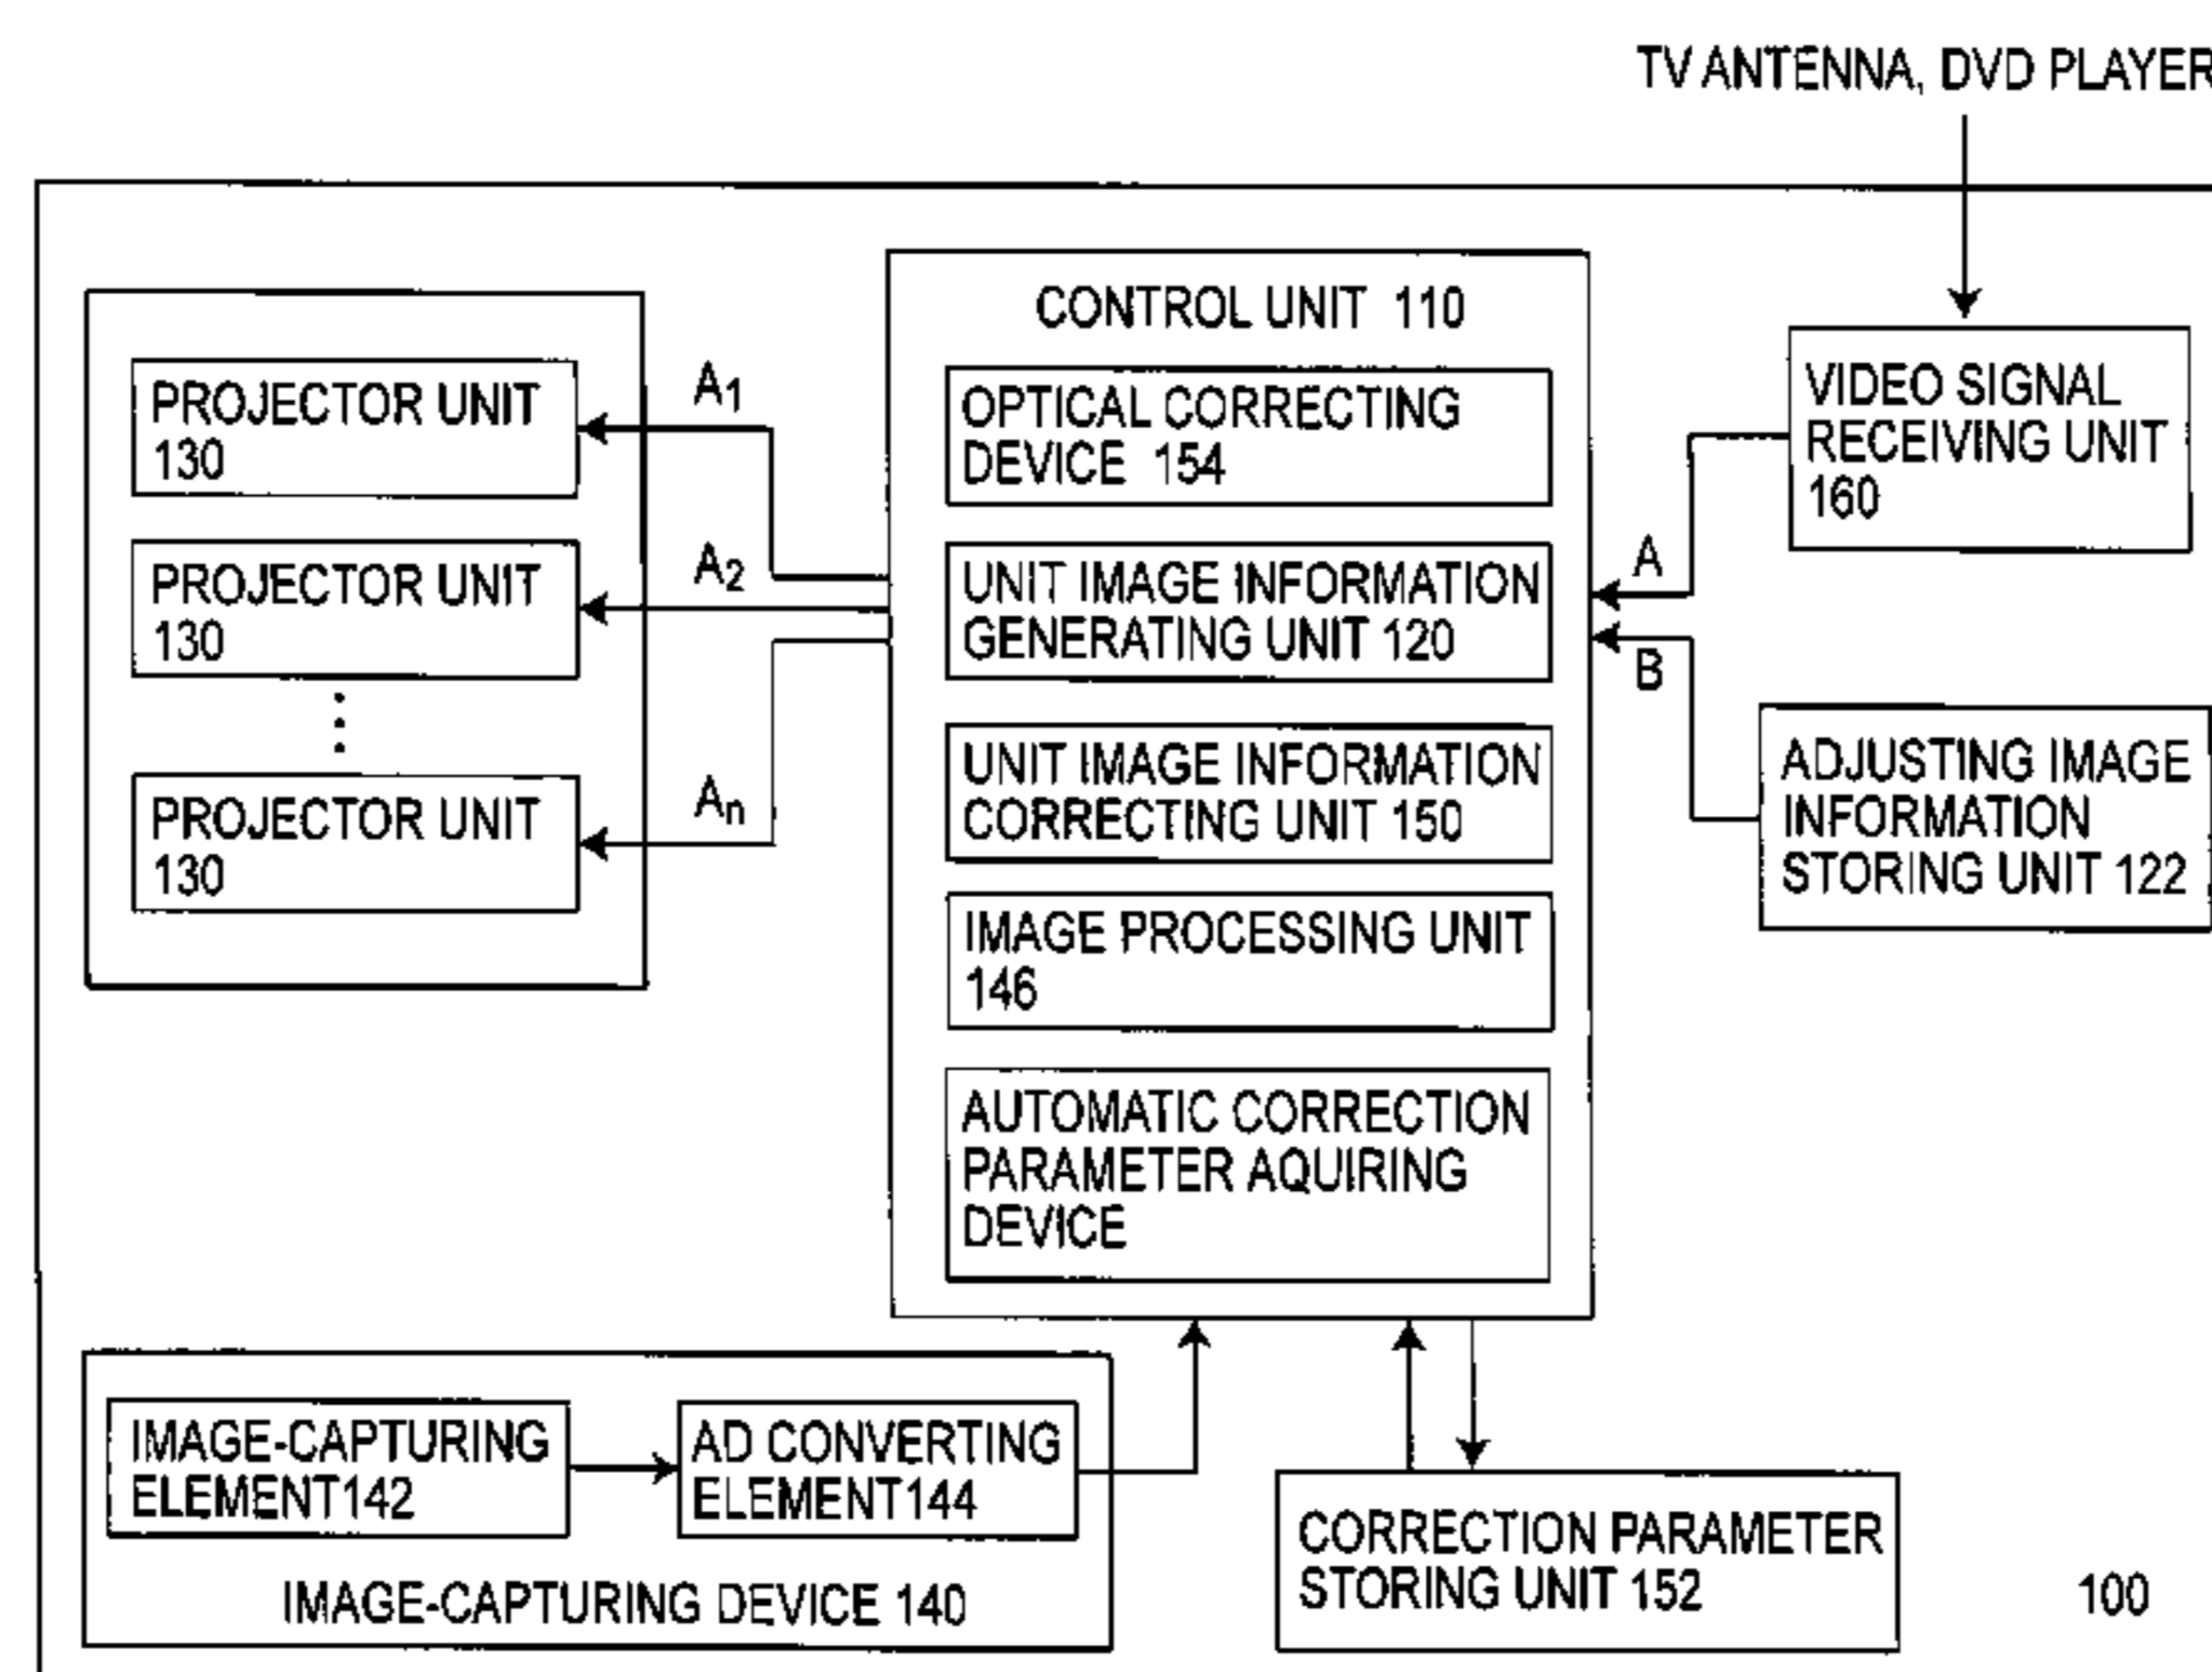 TV ANTENNA, DVD PLAYER
CONTROL UNIT 110
PROJECTOR UNIT
130
A1
OPTICAL CORRECTING
DEVICE 154
VIDEO SIGNAL
RECEIVING UNIT
160
PROJECTOR UNIT
130
A2
UNIT IMAGE INFORMATION
GENERATING UNIT 120
A
B
PROJECTOR UNIT
130
An
UNIT IMAGE INFORMATION
CORRECTING UNIT 150
ADJUSTING IMAGE
INFORMATION
STORING UNIT 122
IMAGE PROCESSING UNIT
146
AUTOMATIC CORRECTION
PARAMETER AQUIRING
DEVICE
IMAGE-CAPTURING
ELEMENT142
AD CONVERTING
ELEMENT144
IMAGE-CAPTURING DEVICE 140
CORRECTION PARAMETER
STORING UNIT 152
100